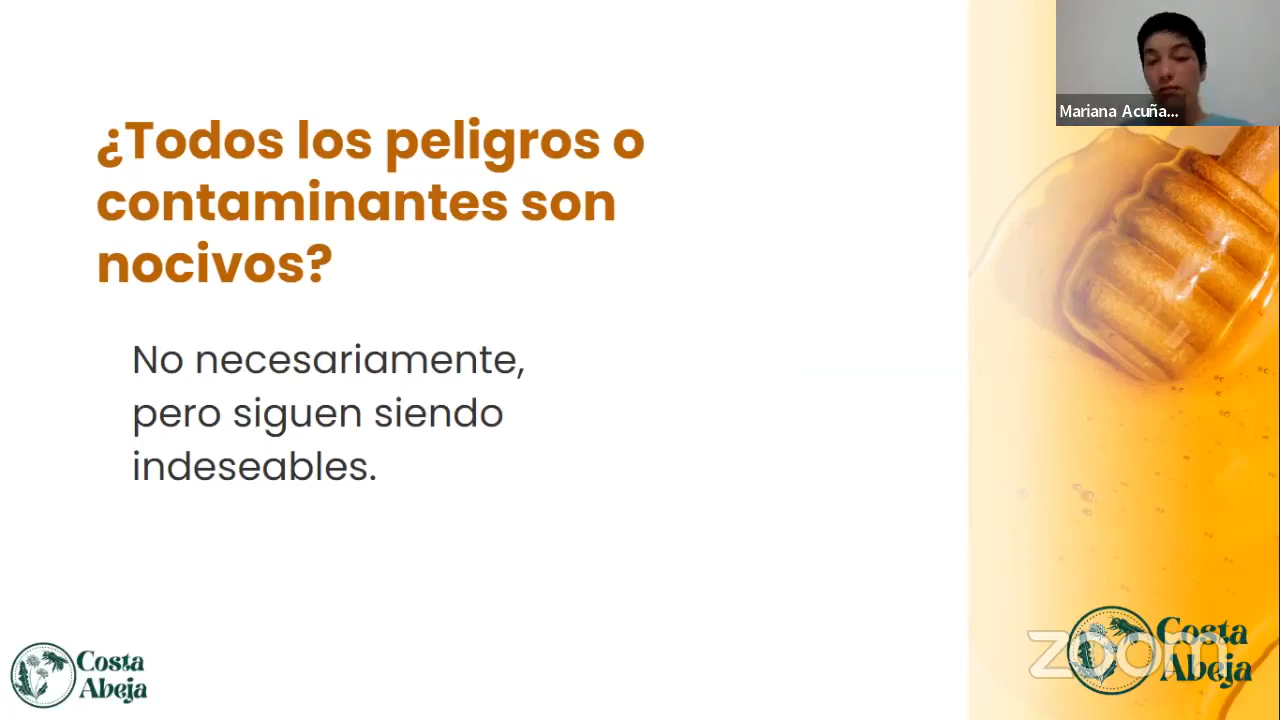 Mariana Acuña...
¿Todos los peligros o
contaminantes son
nocivos?
No necesariamente,
pero siguen siendo
indeseables.
Costa
Abeja
zoom
Costa
Abeja